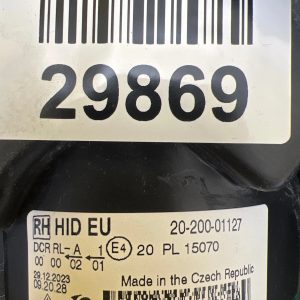 29869
RH HID EU 20-200-01127
DCR RL-A 1 E4 20 PL 15070
00 00 02 01
29.12.2023
09.20.28 Made in the Czech Republic